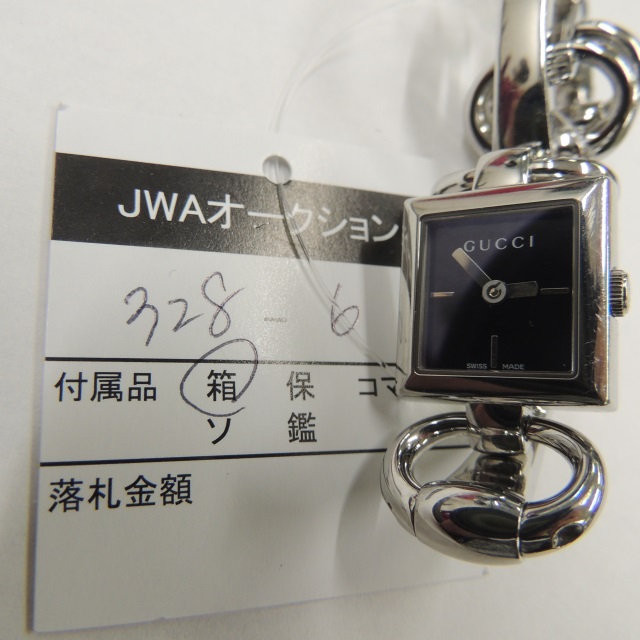 JWAオークション
328 - 6
付属品 箱 保 コマ
ソ 鑑
落札金額
GUCCI
SWISS MADE